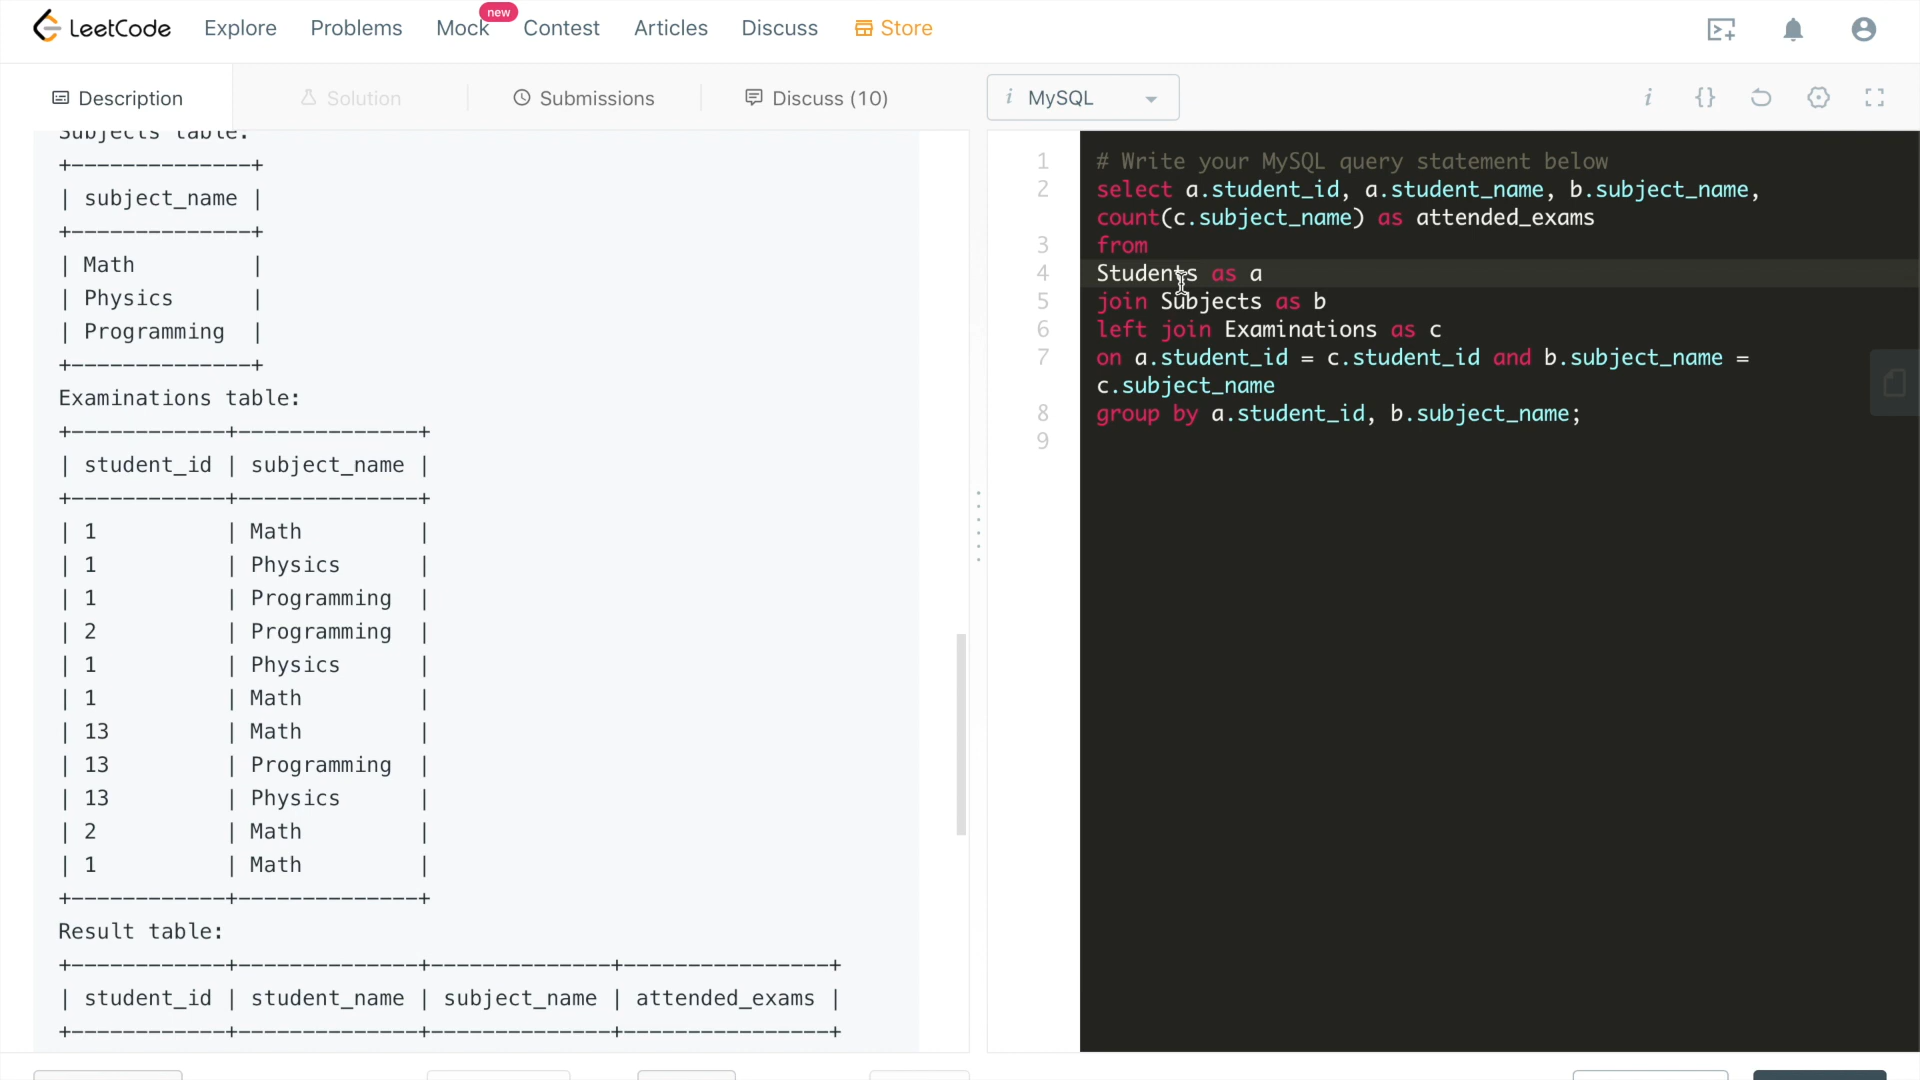 LeetCode Explore Problems Mock new Contest Articles Discuss Store
Description Solution Submissions Discuss (10) i MySQL i {}
Subjects table:
+--------------+
| subject_name |
+--------------+
| Math         |
| Physics      |
| Programming  |
+--------------+
Examinations table:
+------------+--------------+
| student_id | subject_name |
+------------+--------------+
| 1          | Math         |
| 1          | Physics      |
| 1          | Programming  |
| 2          | Programming  |
| 1          | Physics      |
| 1          | Math         |
| 13         | Math         |
| 13         | Programming  |
| 13         | Physics      |
| 2          | Math         |
| 1          | Math         |
+------------+--------------+
Result table:
+------------+--------------+--------------+----------------+
| student_id | student_name | subject_name | attended_exams |
+------------+--------------+--------------+----------------+
1 # Write your MySQL query statement below
2 select a.student_id, a.student_name, b.subject_name,
count(c.subject_name) as attended_exams
3 from
4 Students as a
5 join Subjects as b
6 left join Examinations as c
7 on a.student_id = c.student_id and b.subject_name =
c.subject_name
8 group by a.student_id, b.subject_name;
9